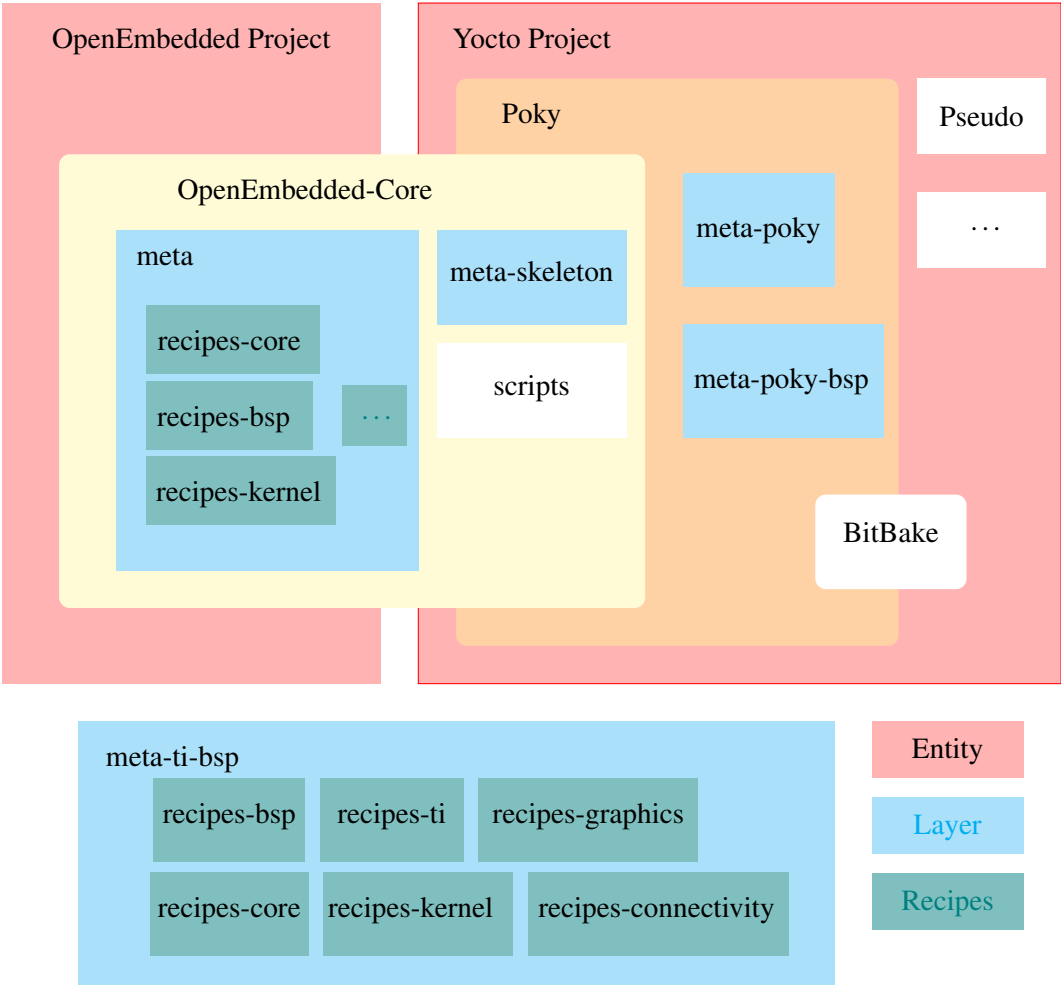 OpenEmbedded Project
Yocto Project
Poky
Pseudo
OpenEmbedded-Core
meta-poky
...
meta
meta-skeleton
recipes-core
meta-poky-bsp
scripts
recipes-bsp
...
recipes-kernel
BitBake
meta-ti-bsp
Entity
recipes-bsp
recipes-ti
recipes-graphics
Layer
recipes-core
recipes-kernel
recipes-connectivity
Recipes